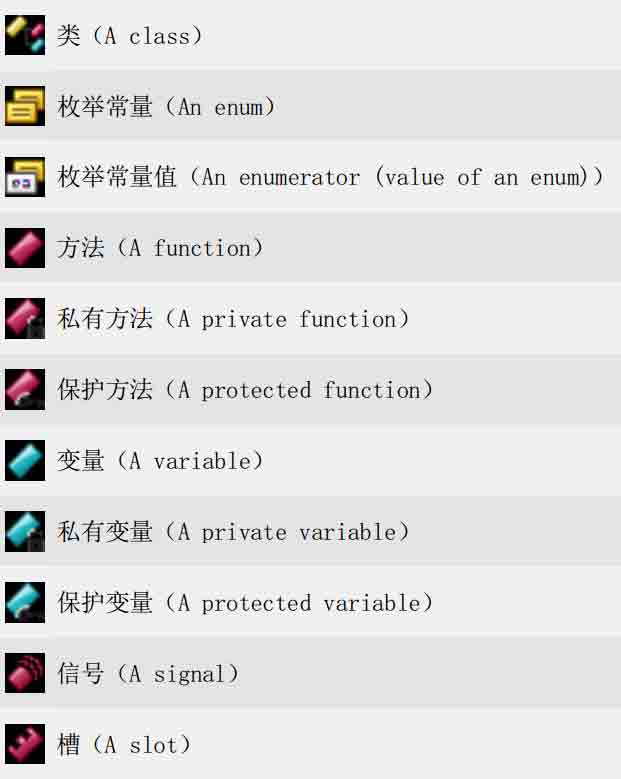 类（A class）
枚举常量（An enum）
枚举常量值（An enumerator (value of an enum)）
方法（A function）
私有方法（A private function）
保护方法（A protected function）
变量（A variable）
私有变量（A private variable）
保护变量（A protected variable）
信号（A signal）
槽（A slot）